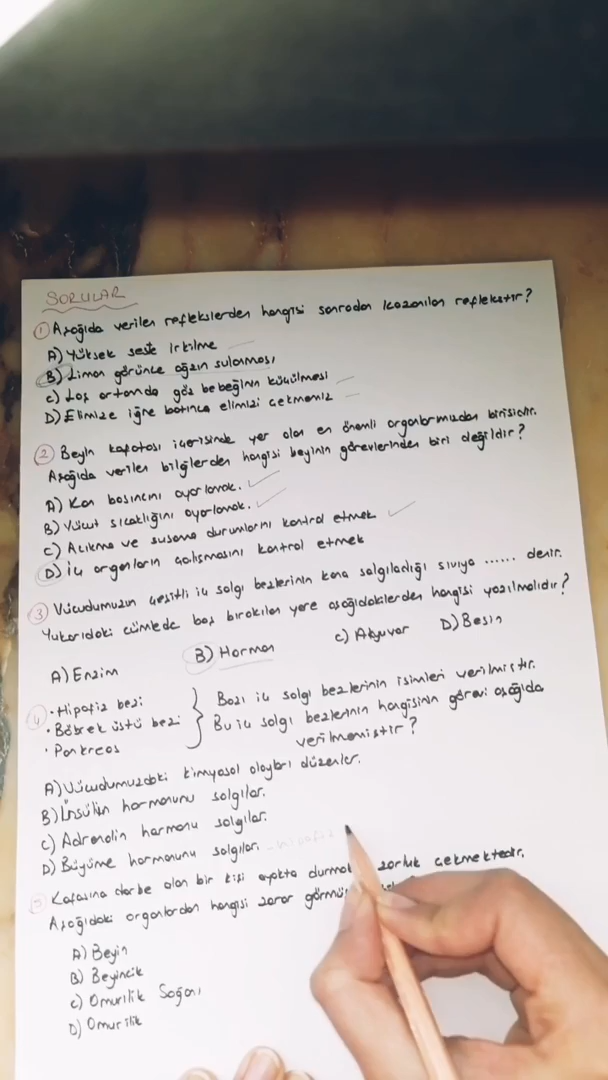 SORULAR
1 Aşağıda verilen reflekslerden hangisi sonradan kazanılan reflekstir?
A) Yüksek seste irkilme
B) Limon görünce ağzın sulanması
C) Loş ortamda göz bebeğinin küçülmesi
D) Elimize iğne batınca elimizi çekmemiz
2 Beyin kafatası içerisinde yer alan en önemli organlarımızdan birisidir.
Aşağıda verilen bilgilerden hangisi beynin görevlerinden biri değildir?
A) Kan basıncını ayarlamak.
B) Vücut sıcaklığını ayarlamak.
C) Acıkma ve susama durumlarını kontrol etmek
D) İç organların çalışmasını kontrol etmek
3 Vücudumuzun çeşitli iç salgı bezlerinin kana salgıladığı sıvıya ...... denir.
Yukarıdaki cümlede boş bırakılan yere aşağıdakilerden hangisi yazılmalıdır?
A) Enzim B) Hormon C) Akyuvar D) Besin
4 • Hipofiz bezi
• Böbrek üstü bezi
• Pankreas
Bazı iç salgı bezlerinin isimleri verilmiştir.
Bu iç salgı bezlerinin hangisinin görevi aşağıda
verilmemiştir?
A) Vücudumuzdaki kimyasal olayları düzenler.
B) İnsülin hormonunu salgılar.
C) Adrenalin harmonu salgılar.
D) Büyüme hormonunu salgılar.
5 Kafasına darbe alan bir kişi ayakta durmakta zorluk çekmektedir.
Aşağıdaki organlardan hangisi zarar
A) Beyin
B) Beyincik
C) Omurilik Soğanı
D) Omurilik